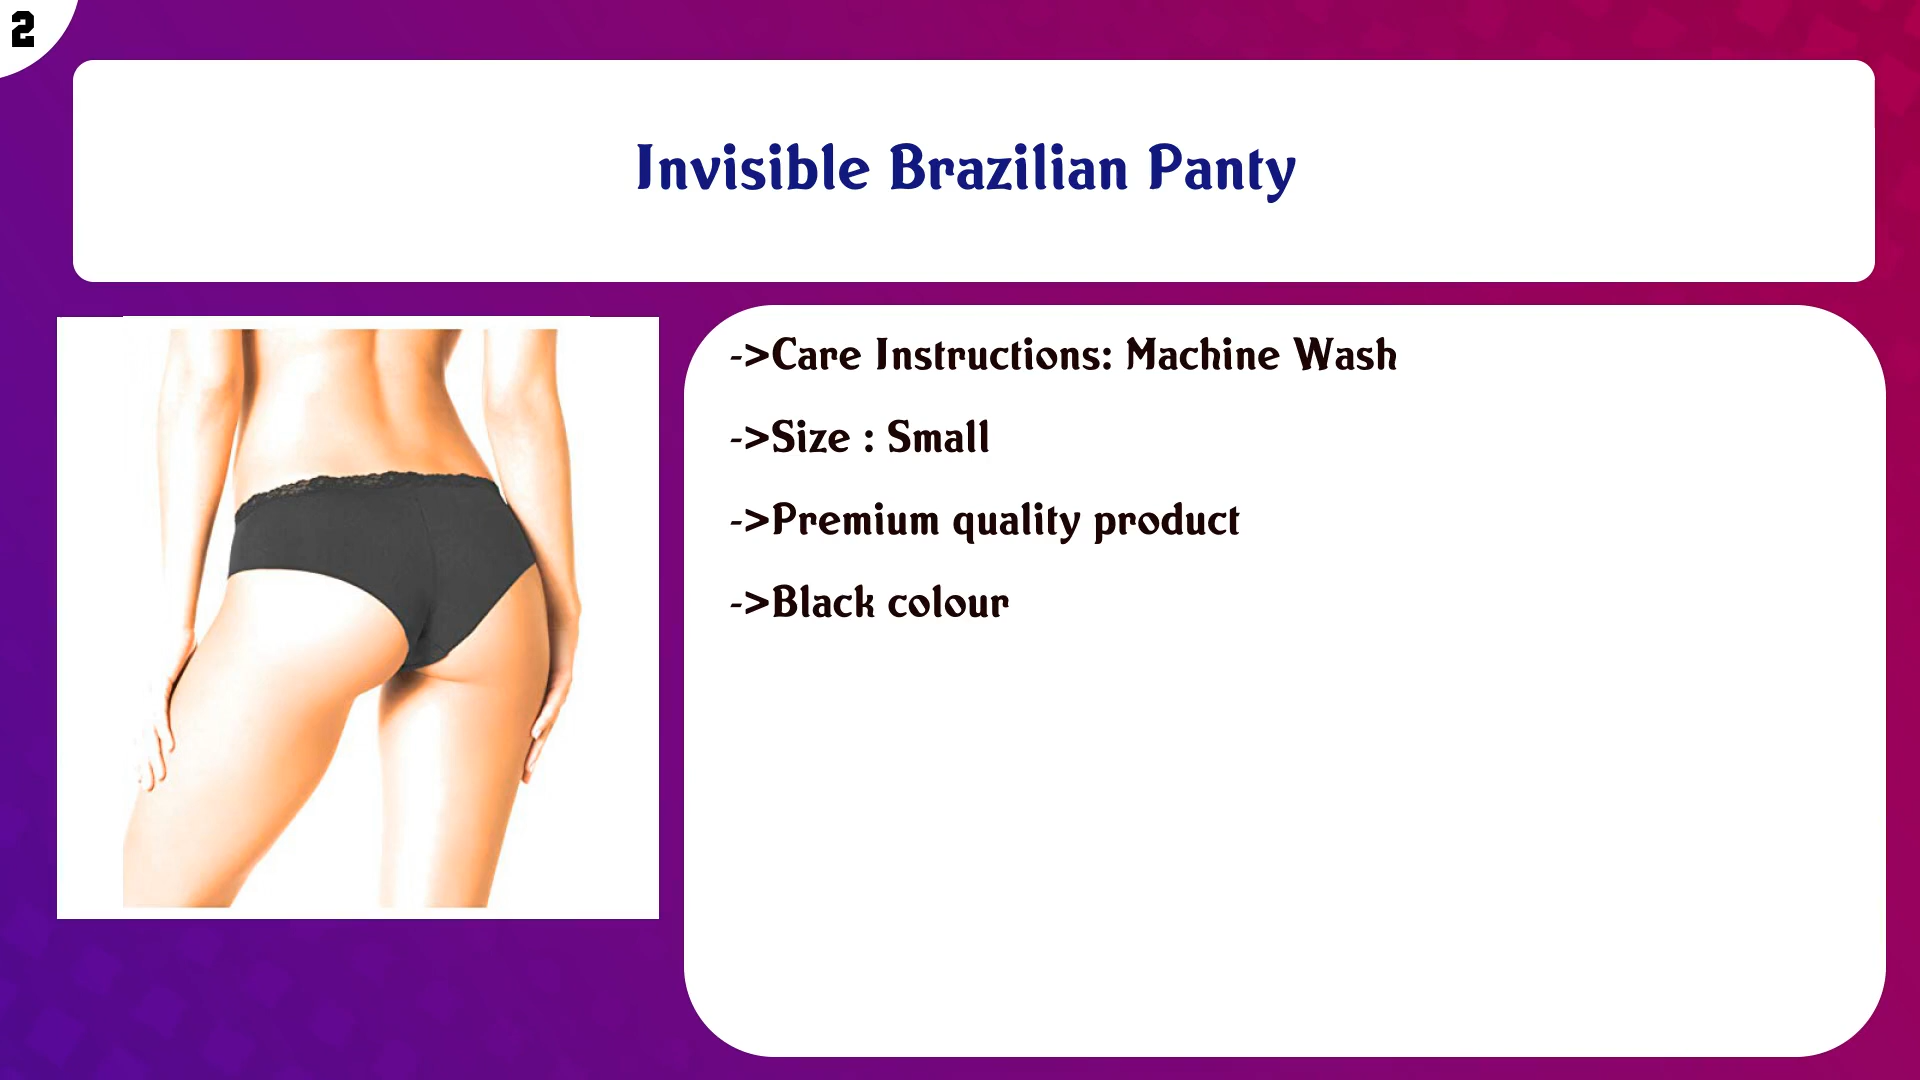 2
Invisible Brazilian Panty
->Care Instructions: Machine Wash
->Size : Small
->Premium quality product
->Black colour